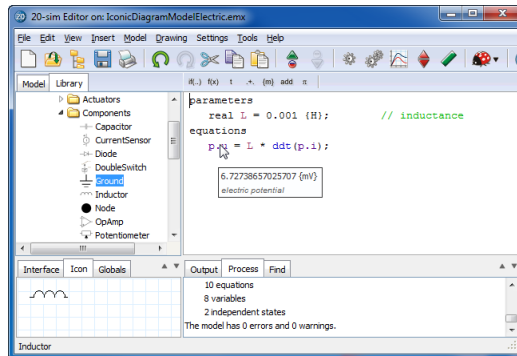 20-sim Editor on: IconicDiagramModelElectric.emx
File Edit View Insert Model Drawing Settings Tools Help
Model Library
if(..) f(x) t .+. {m} add π
Actuators
Components
Capacitor
CurrentSensor
Diode
DoubleSwitch
Ground
Inductor
Node
OpAmp
Potentiometer
parameters
real L = 0.001 {H}; // inductance
equations
p.u = L * ddt(p.i);
6.72738657025707 {mV}
electric potential
Interface Icon Globals
Output Process Find
10 equations
8 variables
2 independent states
The model has 0 errors and 0 warnings.
Inductor